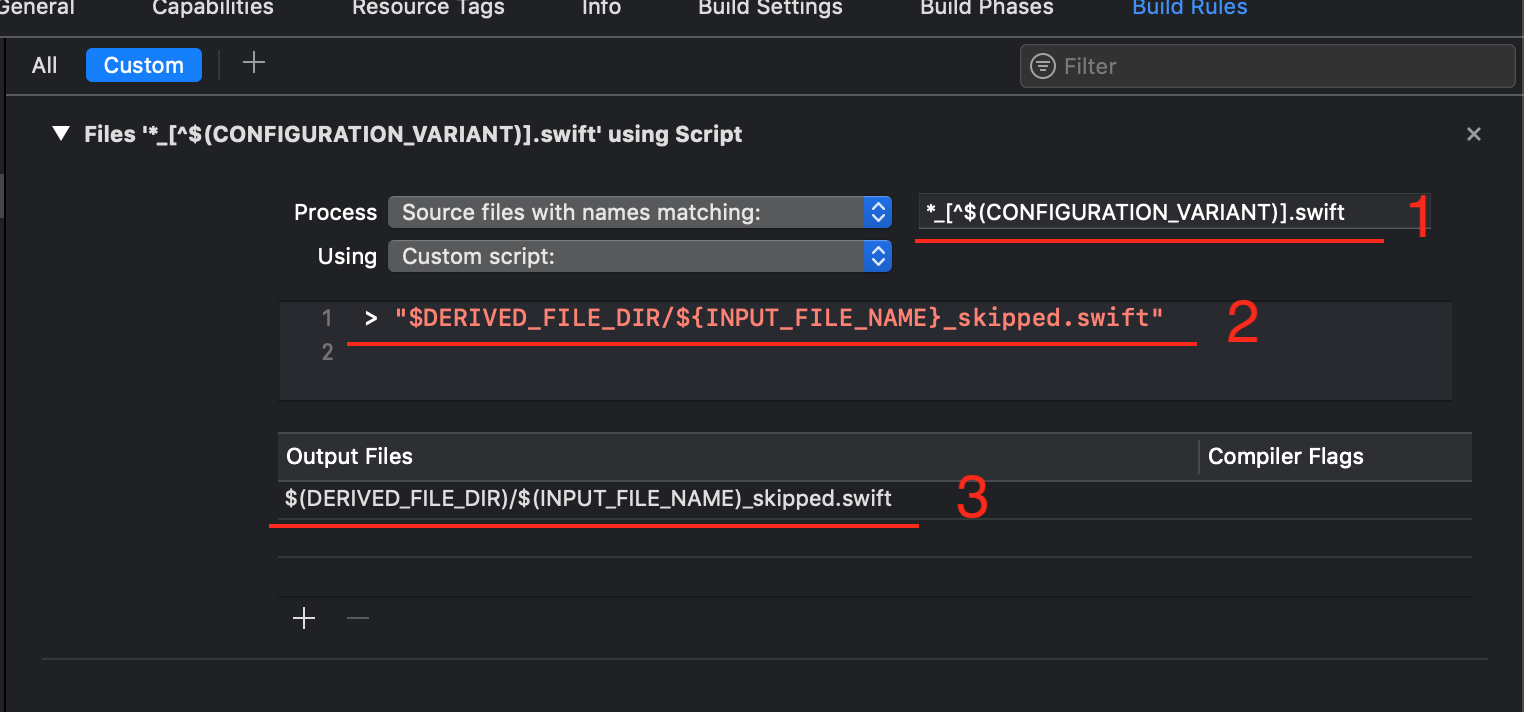 General Capabilities Resource Tags Info Build Settings Build Phases Build Rules
All Custom + Filter
Files '*_[^$(CONFIGURATION_VARIANT)].swift' using Script ×
Process Source files with names matching: *_[^$(CONFIGURATION_VARIANT)].swift 1
Using Custom script:
1 > "$DERIVED_FILE_DIR/${INPUT_FILE_NAME}_skipped.swift" 2
2
Output Files Compiler Flags
$(DERIVED_FILE_DIR)/$(INPUT_FILE_NAME)_skipped.swift 3
+ −